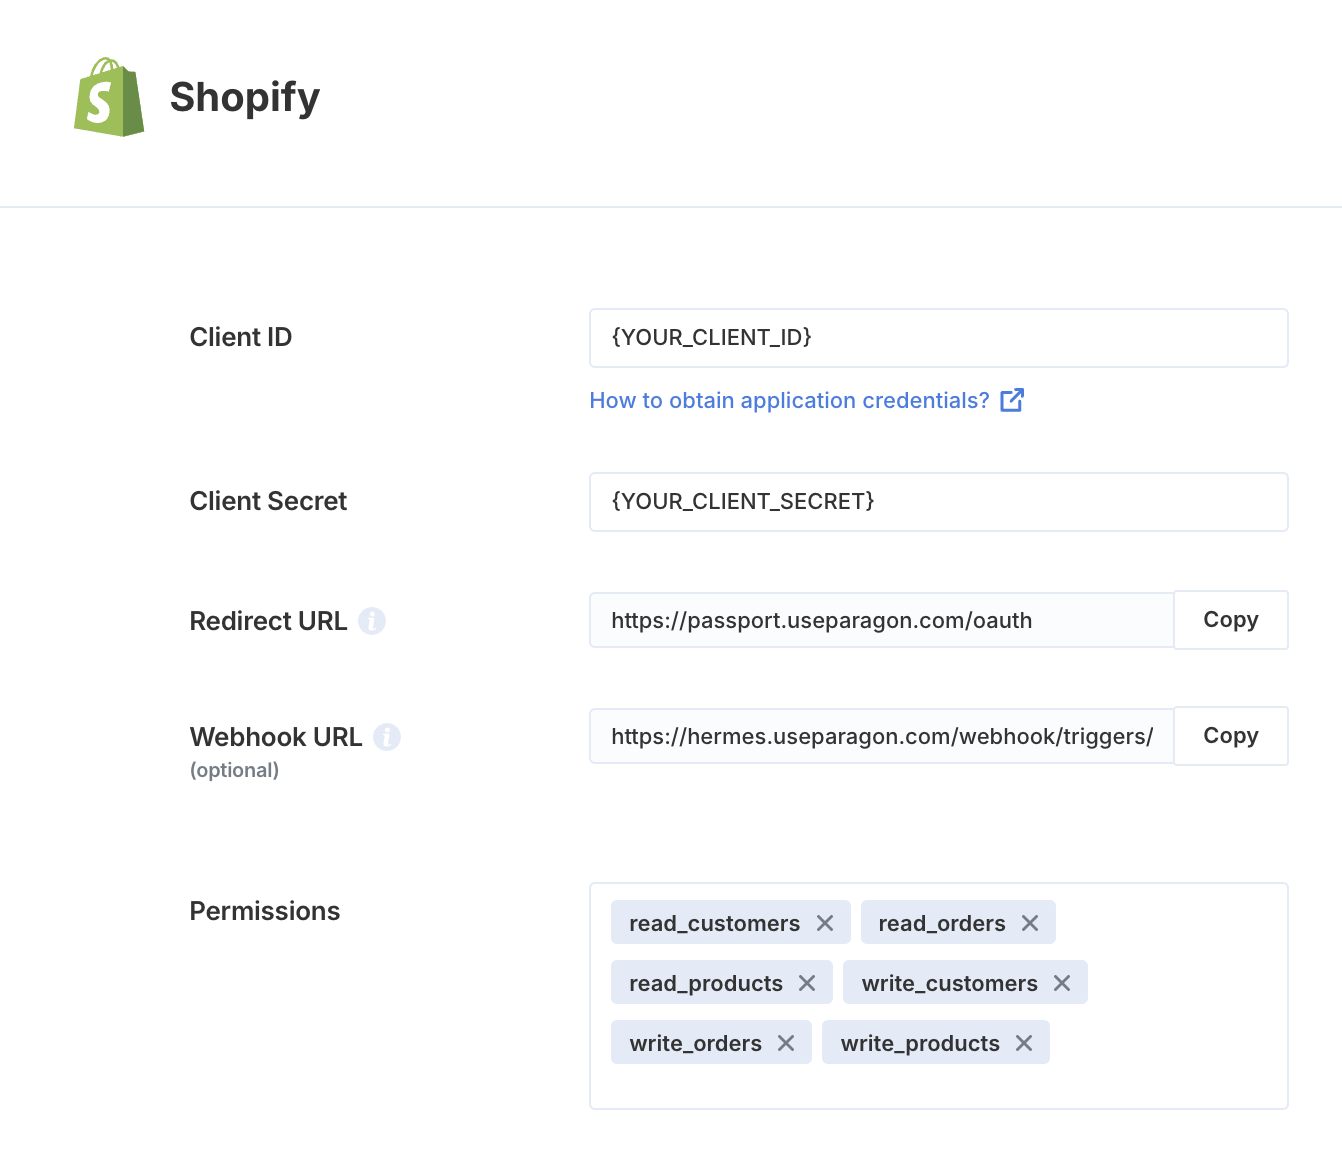 Shopify
Client ID
{YOUR_CLIENT_ID}
How to obtain application credentials?
Client Secret
{YOUR_CLIENT_SECRET}
Redirect URL
https://passport.useparagon.com/oauth
Copy
Webhook URL
(optional)
https://hermes.useparagon.com/webhook/triggers/
Copy
Permissions
read_customers read_orders
read_products write_customers
write_orders write_products